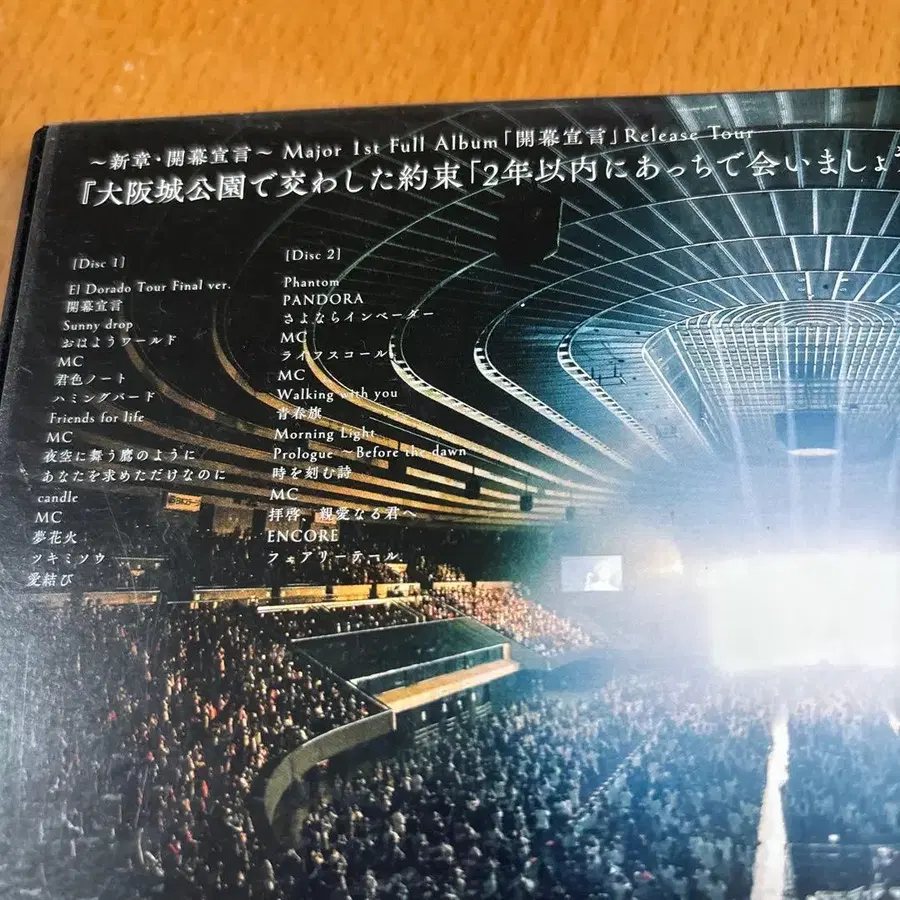 ～新章・開幕宣言～ Major 1st Full Album「開幕宣言」Release Tour
『大阪城公園で交わした約束「2年以内にあっちで会いましょ
[Disc 1]
El Dorado Tour Final ver.
開幕宣言
Sunny drop
おはようワールド
MC
君色ノート
ハミングバード
Friends for life
MC
夜空に舞う鷹のように
あなたを求めただけなのに
candle
MC
夢花火
ツキミソウ
愛結び
[Disc 2]
Phantom
PANDORA
さよならインベーダー
MC
ライフスコール
MC
Walking with you
青春旗
Morning Light
Prologue ~Before the dawn
時を刻む詩
MC
拝啓、親愛なる君へ
ENCORE
フェアリーテール